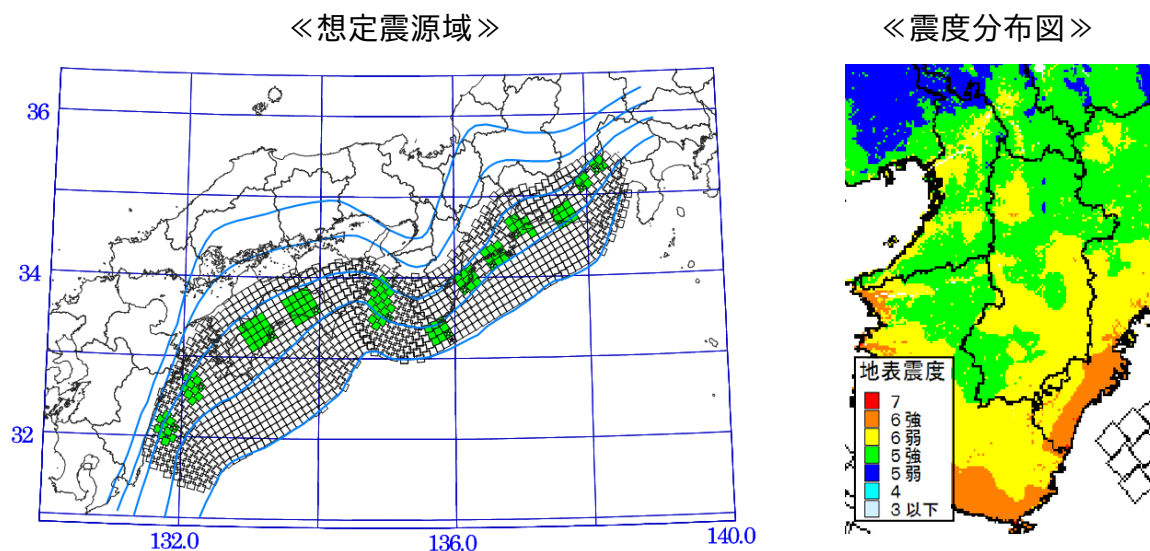 ≪想定震源域≫
≪震度分布図≫
36
34
32
132.0
136.0
140.0
地表震度
7
6強
6弱
5強
5弱
4
3以下